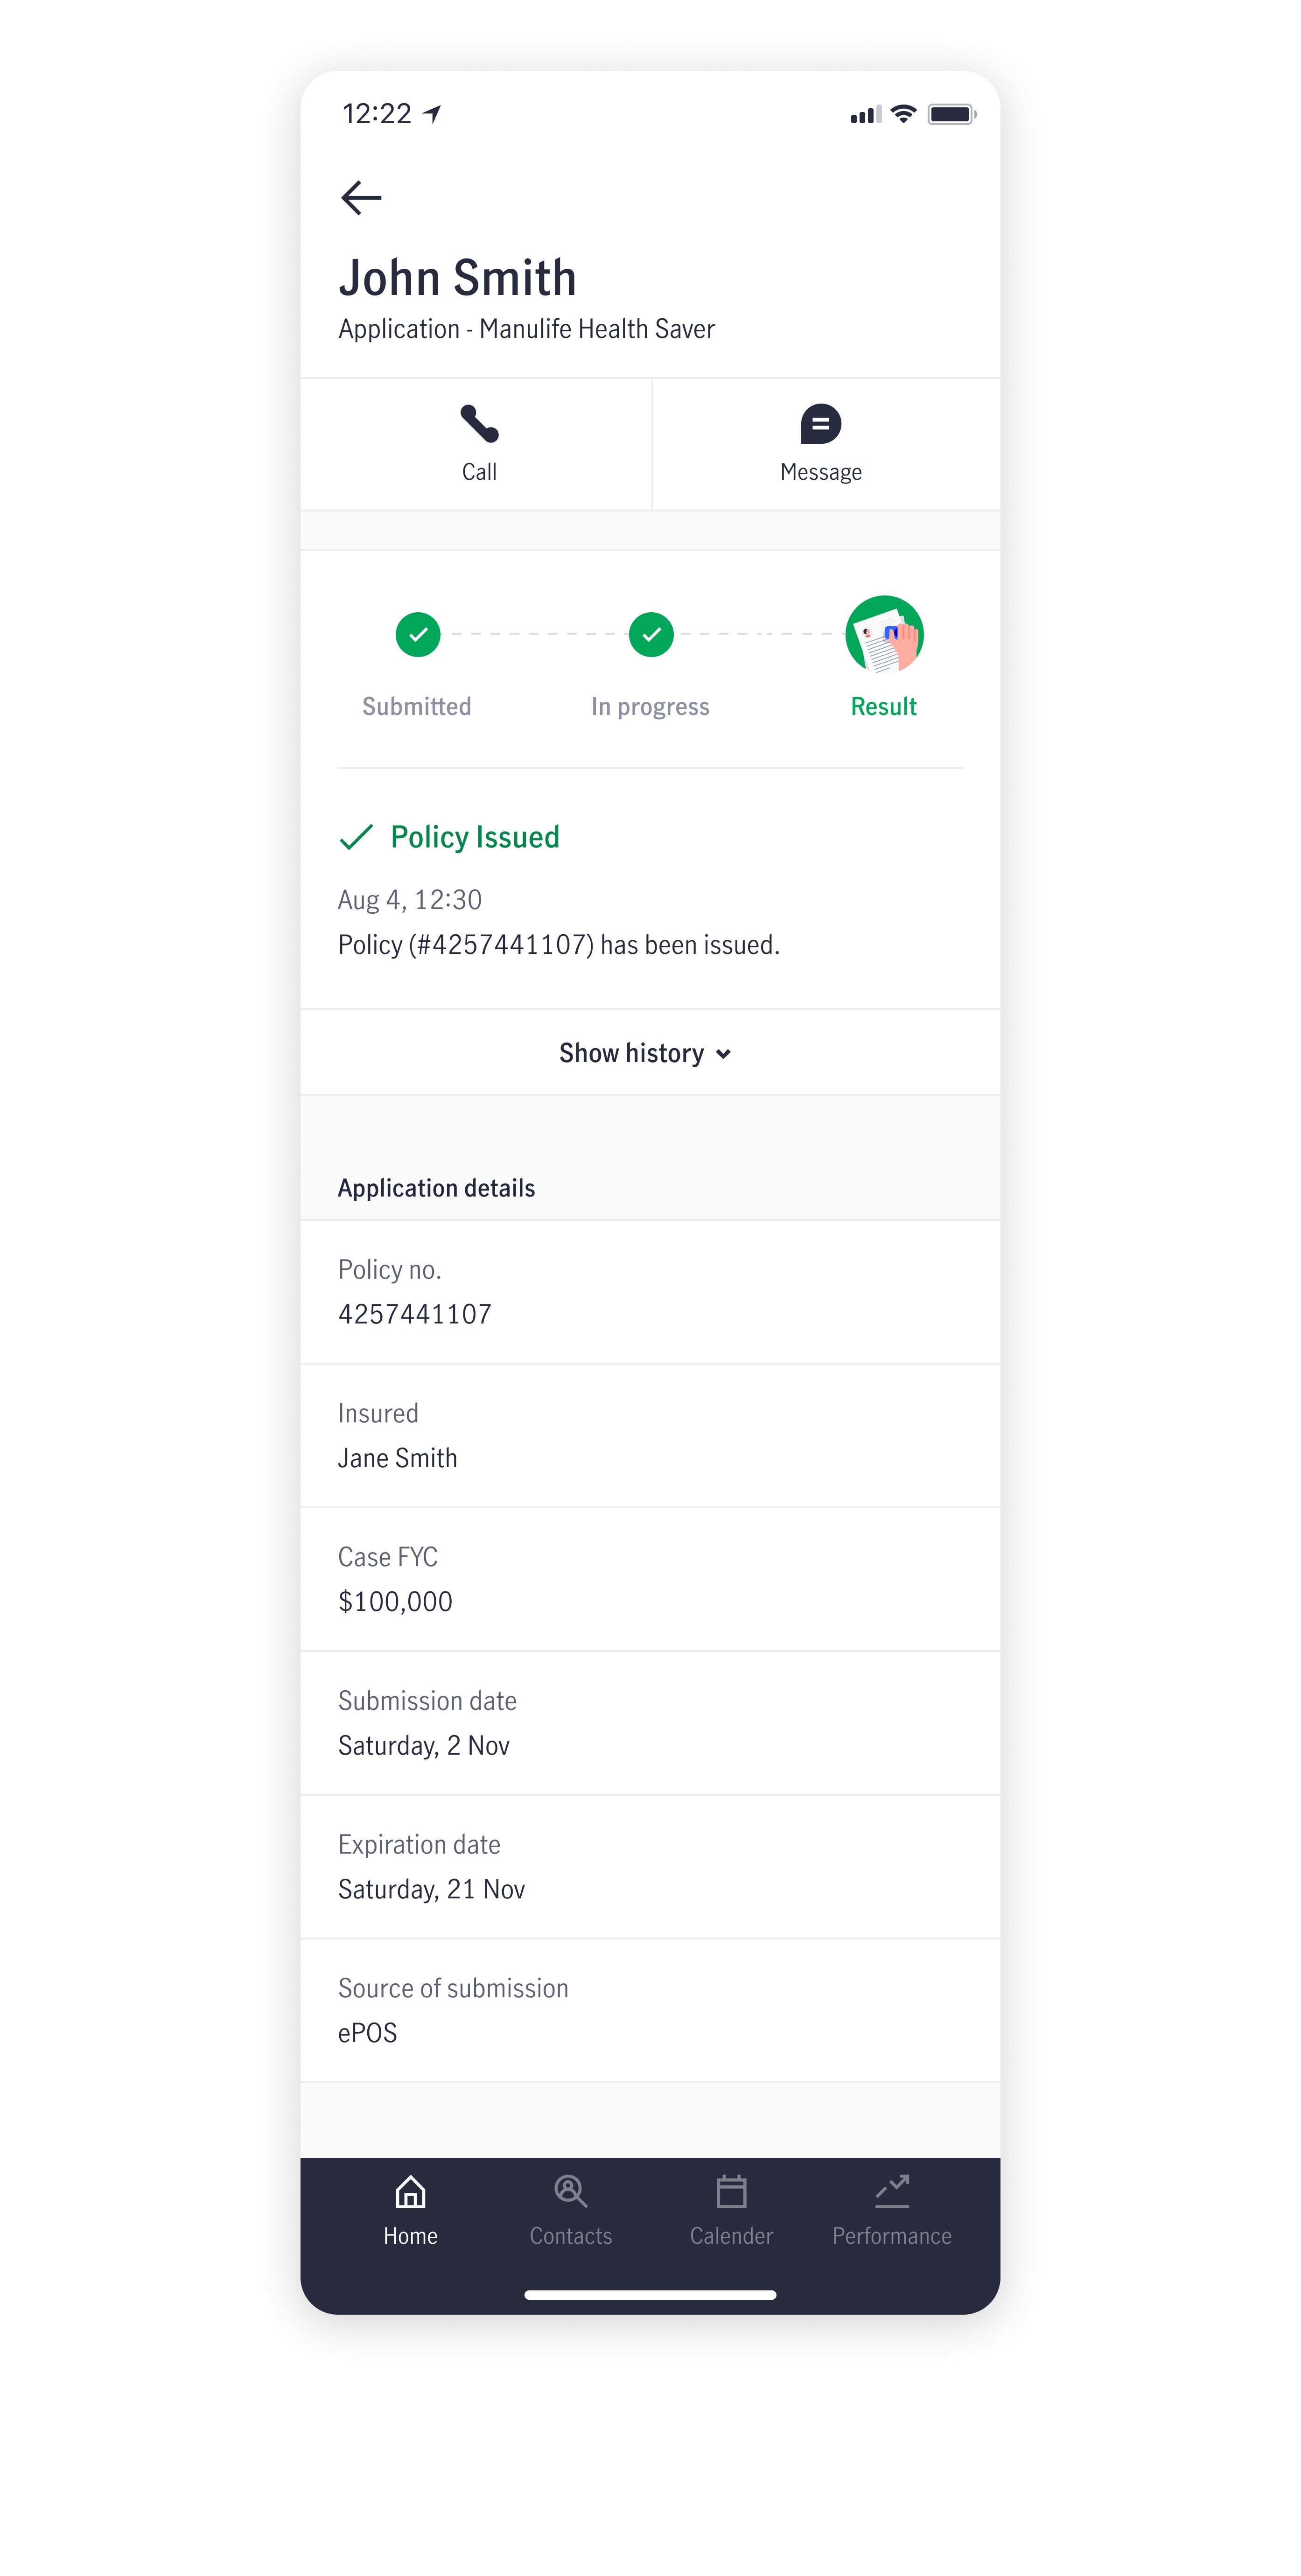 12:22
John Smith
Application - Manulife Health Saver
Call
Message
Submitted
In progress
Result
Policy Issued
Aug 4, 12:30
Policy (#4257441107) has been issued.
Show history
Application details
Policy no.
4257441107
Insured
Jane Smith
Case FYC
$100,000
Submission date
Saturday, 2 Nov
Expiration date
Saturday, 21 Nov
Source of submission
ePOS
Home
Contacts
Calender
Performance